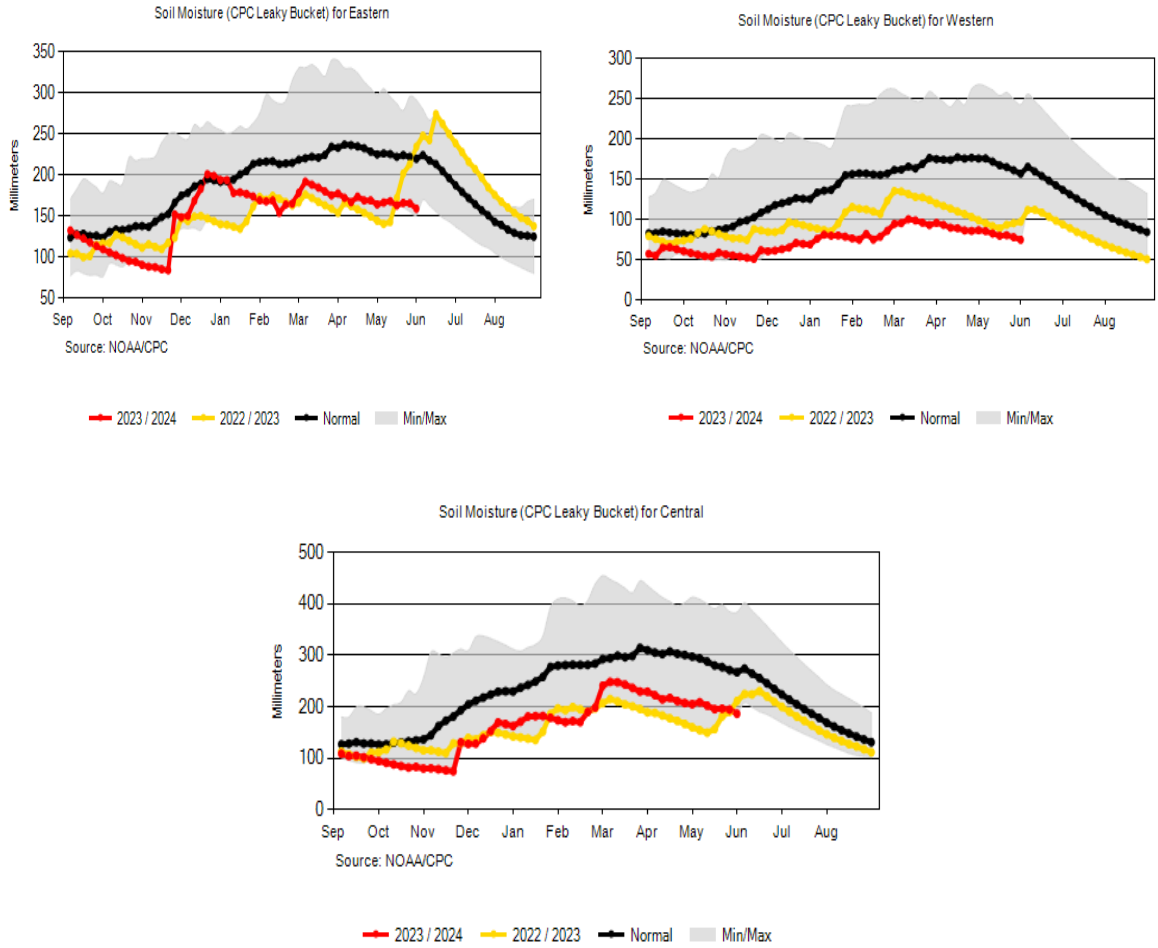 Soil Moisture (CPC Leaky Bucket) for Eastern
350
300
250
200
150
100
50
Millimeters
Sep Oct Nov Dec Jan Feb Mar Apr May Jun Jul Aug
Source: NOAA/CPC
2023 / 2024 2022 / 2023 Normal Min/Max
Soil Moisture (CPC Leaky Bucket) for Western
300
250
200
150
100
50
0
Millimeters
Sep Oct Nov Dec Jan Feb Mar Apr May Jun Jul Aug
Source: NOAA/CPC
2023 / 2024 2022 / 2023 Normal Min/Max
Soil Moisture (CPC Leaky Bucket) for Central
500
400
300
200
100
0
Millimeters
Sep Oct Nov Dec Jan Feb Mar Apr May Jun Jul Aug
Source: NOAA/CPC
2023 / 2024 2022 / 2023 Normal Min/Max